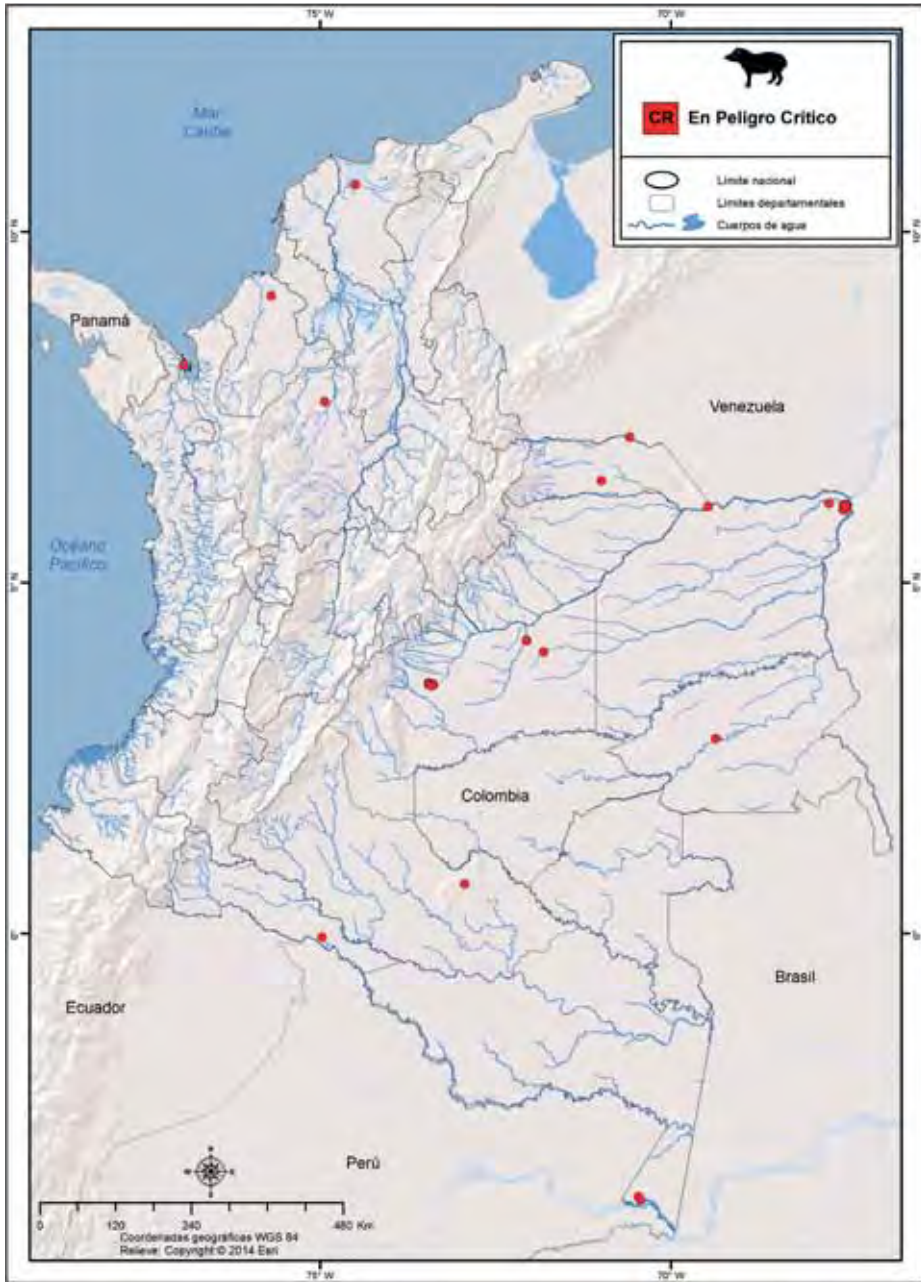 75° W
70° W
CR En Peligro Crítico
Límite nacional
Límites departamentales
Cuerpos de agua
Mar
Caribe
10° N
10° N
Panamá
Venezuela
Océano
Pacífico
5° N
5° N
Colombia
0°
0°
Brasil
Ecuador
Perú
0 120 240 480 Km
Coordenadas geográficas WGS 84
Relieve: Copyright:© 2014 Esri
75° W
70° W